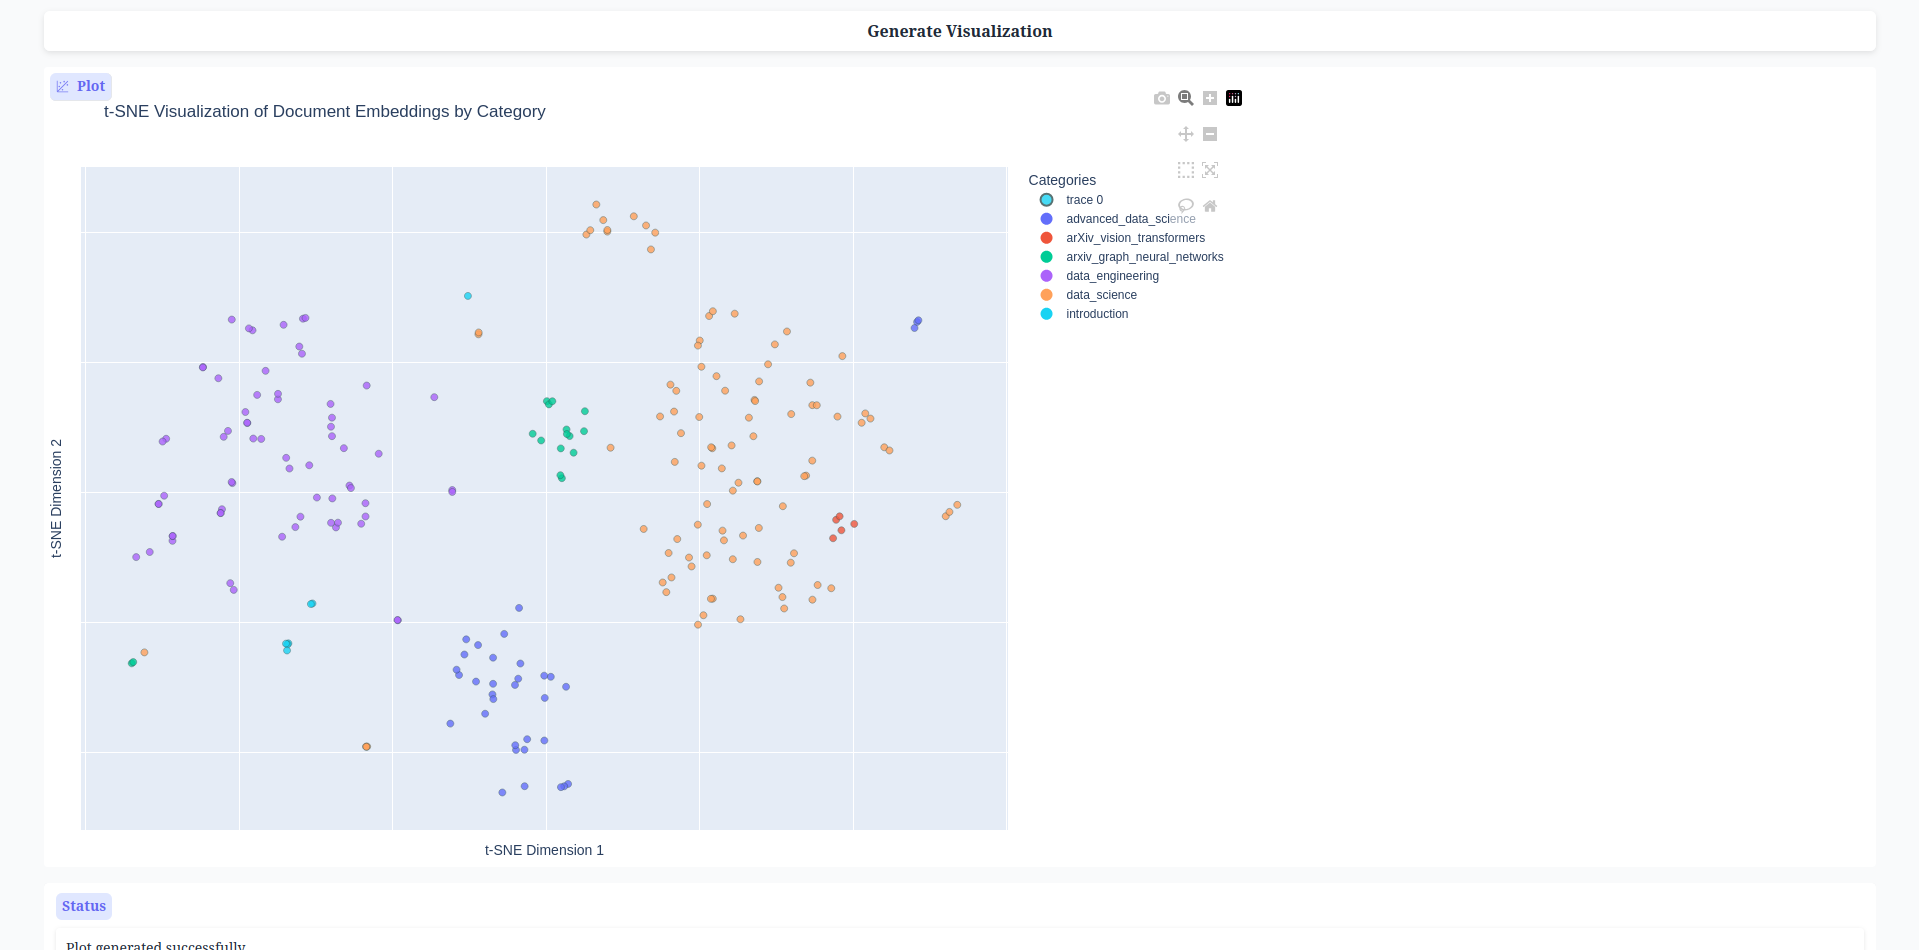 Generate Visualization
Plot
t-SNE Visualization of Document Embeddings by Category
Categories
trace 0
advanced_data_science
arXiv_vision_transformers
arxiv_graph_neural_networks
data_engineering
data_science
introduction
t-SNE Dimension 2
t-SNE Dimension 1
Status
Plot generated successfully